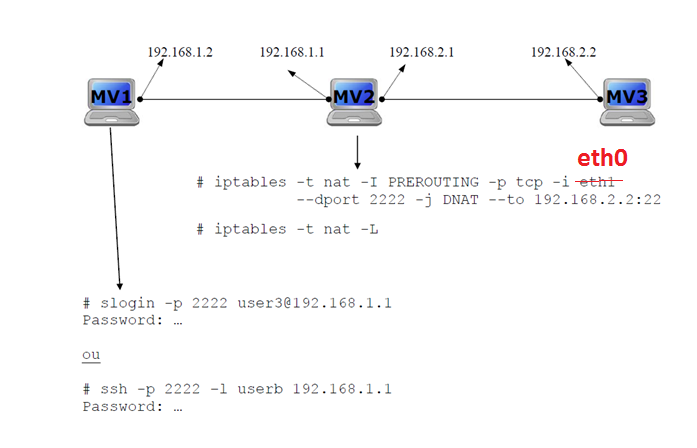 192.168.1.2 192.168.1.1 192.168.2.1 192.168.2.2
MV1 MV2 MV3
eth0
# iptables -t nat -I PREROUTING -p tcp -i eth1
--dport 2222 -j DNAT --to 192.168.2.2:22
# iptables -t nat -L
# slogin -p 2222 user3@192.168.1.1
Password: …
ou
# ssh -p 2222 -l userb 192.168.1.1
Password: …